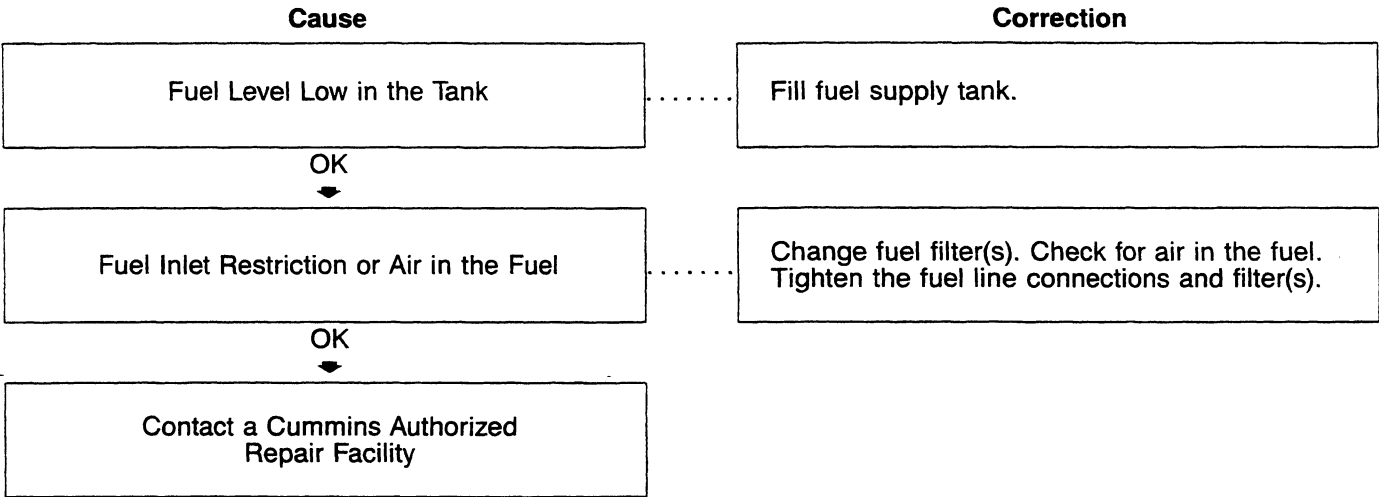 Cause
Correction
Fuel Level Low in the Tank
Fill fuel supply tank.
OK
Fuel Inlet Restriction or Air in the Fuel
Change fuel filter(s). Check for air in the fuel.
Tighten the fuel line connections and filter(s).
OK
Contact a Cummins Authorized
Repair Facility